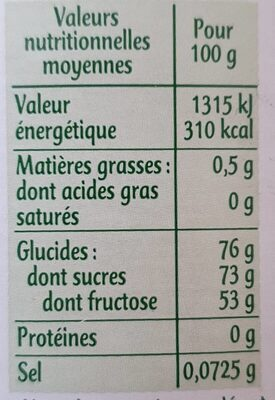 Valeurs
nutritionnelles
moyennes
Pour
100 g
Valeur
énergétique
1315 kJ
310 kcal
Matières grasses : 0,5 g
dont acides gras
saturés
0 g
Glucides : 76 g
dont sucres 73 g
dont fructose 53 g
Protéines 0 g
Sel 0,0725 g